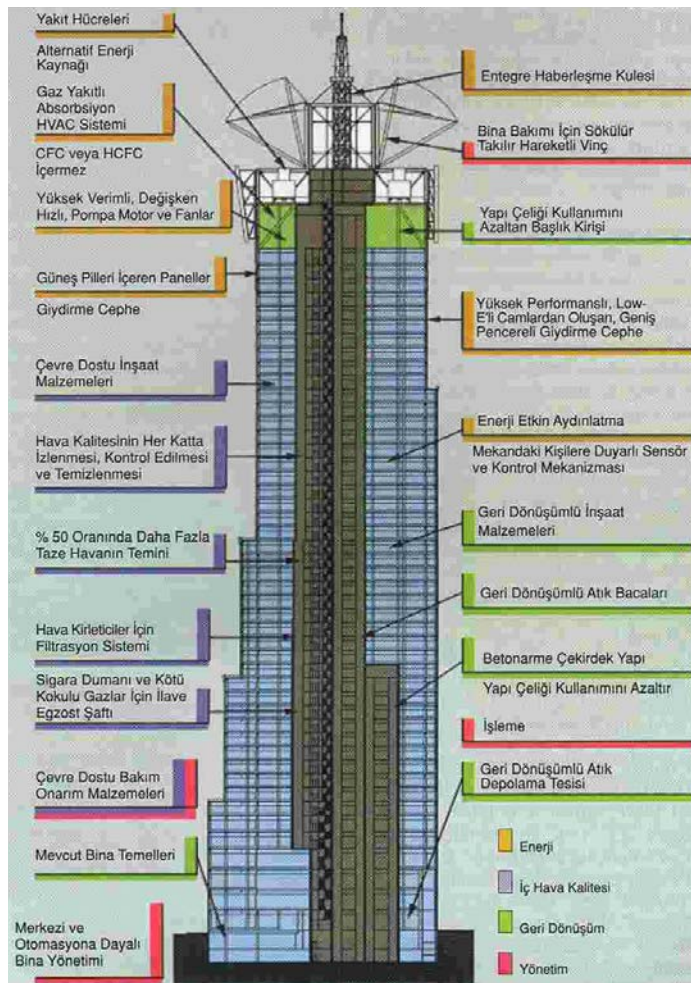 Yakıt Hücreleri
Alternatif Enerji
Kaynağı
Gaz Yakıtlı
Absorbsiyon
HVAC Sistemi
CFC veya HCFC
İçermez
Yüksek Verimli, Değişken
Hızlı, Pompa Motor ve Fanlar
Güneş Pilleri İçeren Paneller
Giydirme Cephe
Çevre Dostu İnşaat
Malzemeleri
Hava Kalitesinin Her Katta
İzlenmesi, Kontrol Edilmesi
ve Temizlenmesi
% 50 Oranında Daha Fazla
Taze Havanın Temini
Hava Kirleticiler İçin
Filtrasyon Sistemi
Sigara Dumanı ve Kötü
Kokulu Gazlar İçin İlave
Egzost Şaftı
Çevre Dostu Bakım
Onarım Malzemeleri
Mevcut Bina Temelleri
Merkezi ve
Otomasyona Dayalı
Bina Yönetimi
Entegre Haberleşme Kulesi
Bina Bakımı İçin Sökülür
Takılır Hareketli Vinç
Yapı Çeliği Kullanımını
Azaltan Başlık Kirişi
Yüksek Performanslı, Low-
E'li Camlardan Oluşan, Geniş
Pencereli Giydirme Cephe
Enerji Etkin Aydınlatma
Mekandaki Kişilere Duyarlı Sensör
ve Kontrol Mekanizması
Geri Dönüşümlü İnşaat
Malzemeleri
Geri Dönüşümlü Atık Bacaları
Betonarme Çekirdek Yapı
Yapı Çeliği Kullanımını Azaltır
İşleme
Geri Dönüşümlü Atık
Depolama Tesisi
Enerji
İç Hava Kalitesi
Geri Dönüşüm
Yönetim